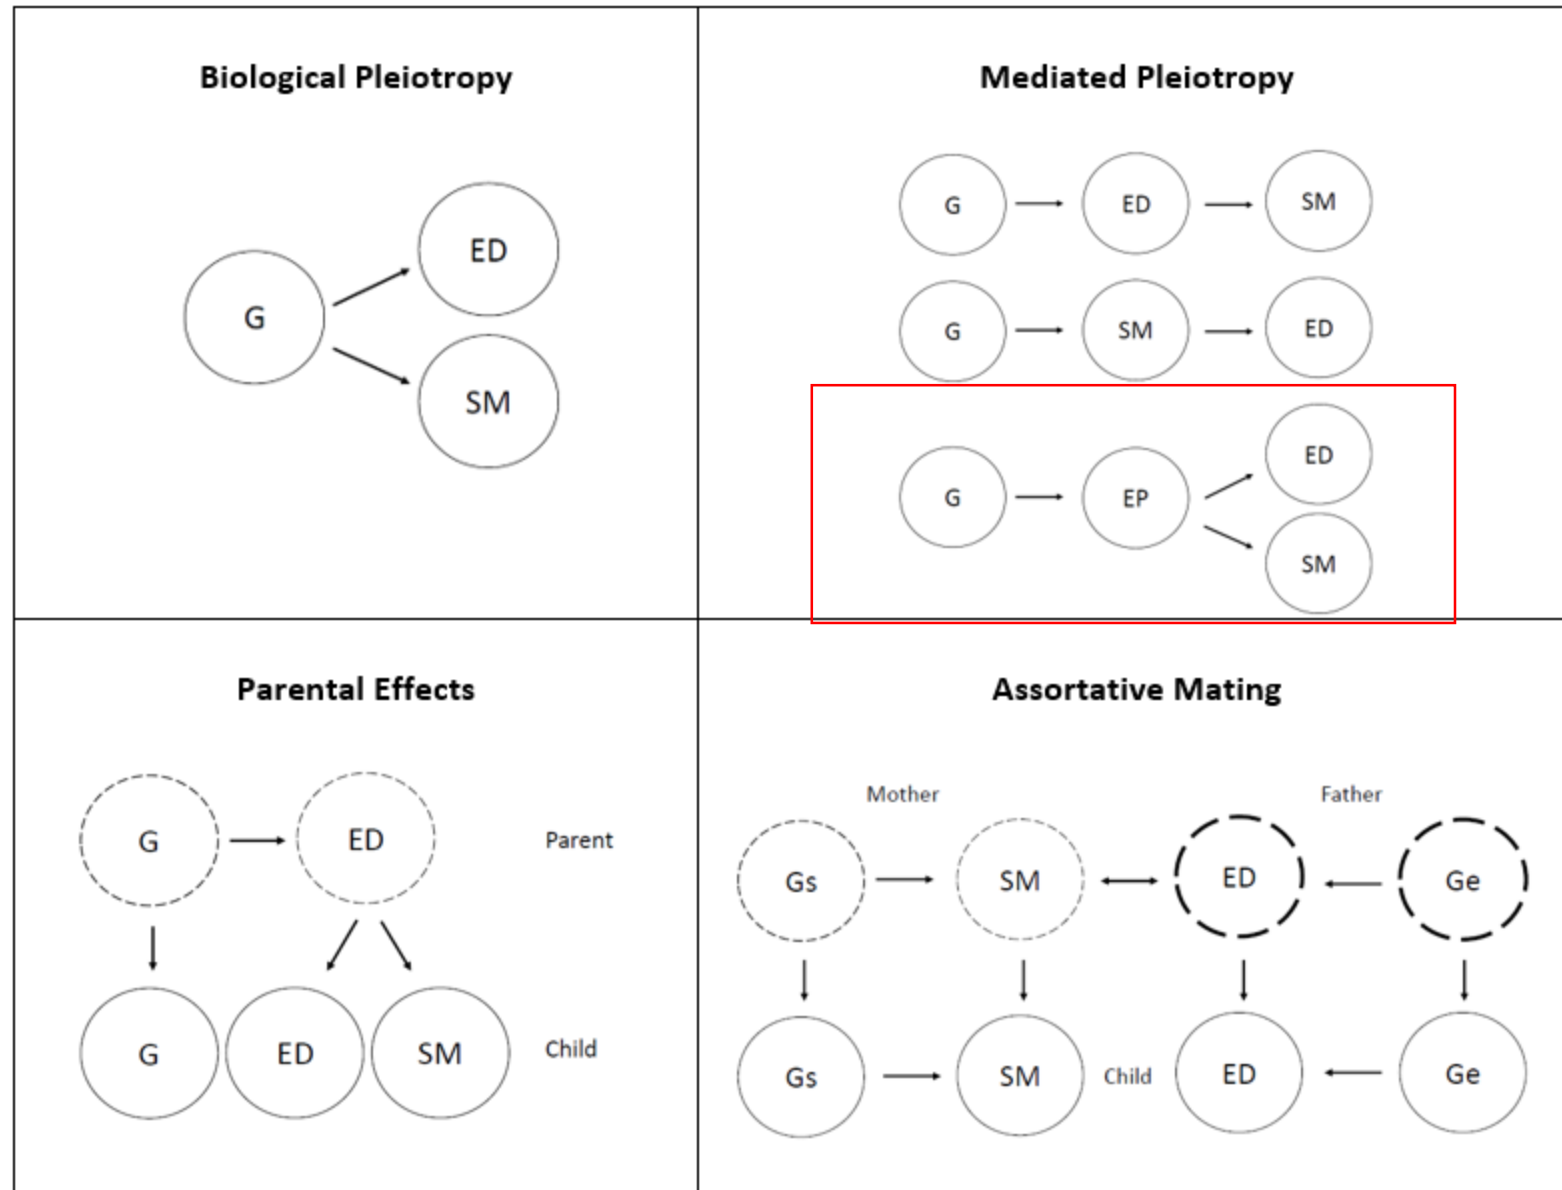 Biological Pleiotropy
G
ED
SM
Mediated Pleiotropy
G
ED
SM
G
SM
ED
G
EP
ED
SM
Parental Effects
G
ED
Parent
G
ED
SM
Child
Assortative Mating
Mother
Father
Gs
SM
ED
Ge
Gs
SM
Child
ED
Ge